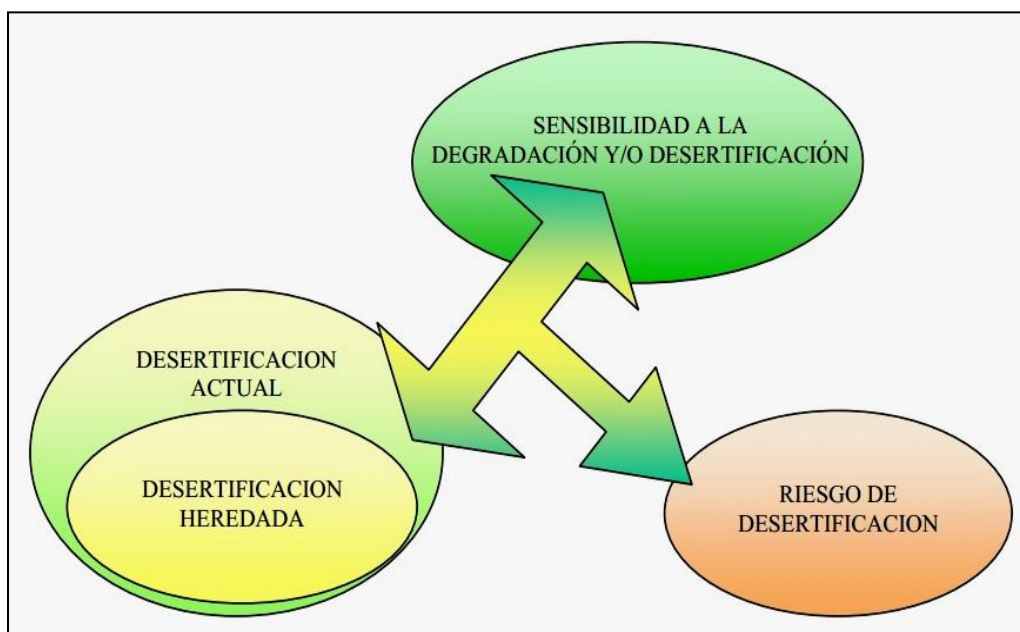 SENSIBILIDAD A LA
DEGRADACIÓN Y/O DESERTIFICACIÓN
DESERTIFICACION
ACTUAL
DESERTIFICACION
HEREDADA
RIESGO DE
DESERTIFICACION